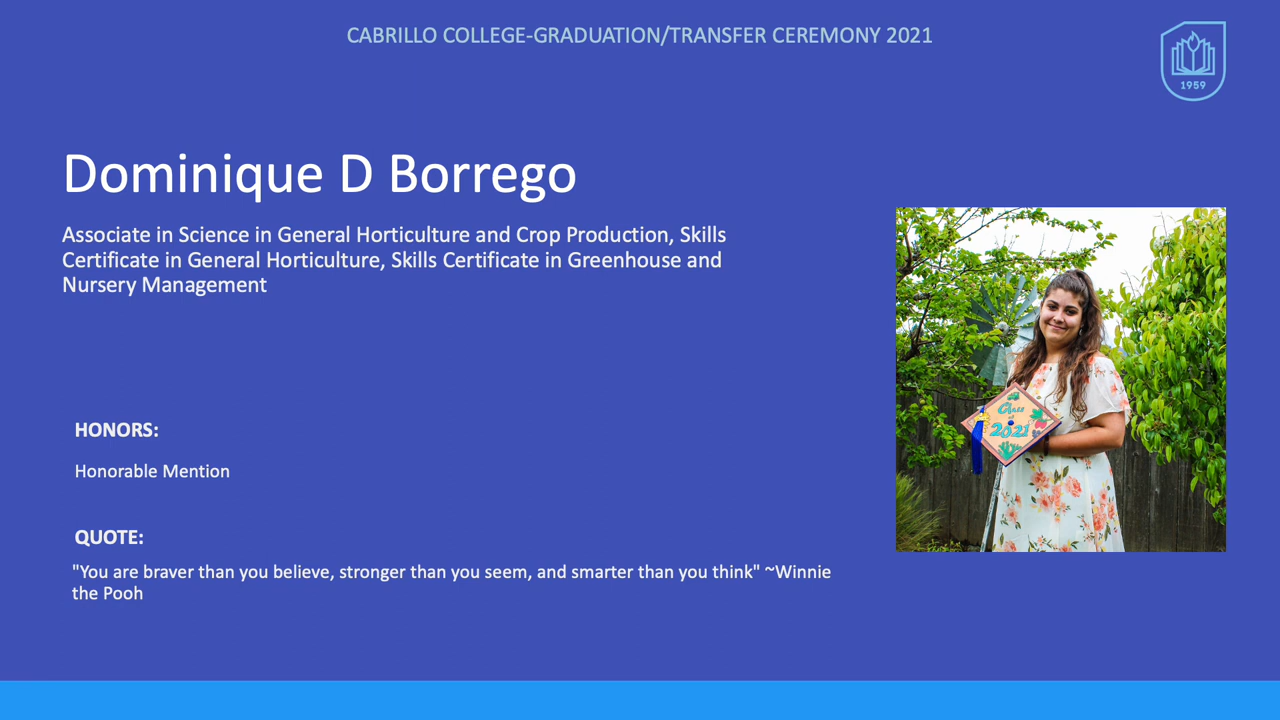 CABRILLO COLLEGE-GRADUATION/TRANSFER CEREMONY 2021
1959
Dominique D Borrego
Associate in Science in General Horticulture and Crop Production, Skills
Certificate in General Horticulture, Skills Certificate in Greenhouse and
Nursery Management
Class
of
2021
HONORS:
Honorable Mention
QUOTE:
"You are braver than you believe, stronger than you seem, and smarter than you think" ~Winnie
the Pooh